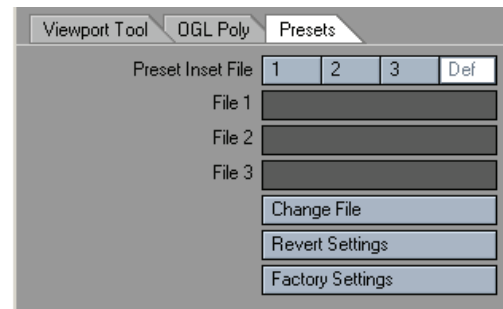 Viewport Tool OGL Poly Presets
Preset Inset File 1 2 3 Def
File 1
File 2
File 3
Change File
Revert Settings
Factory Settings